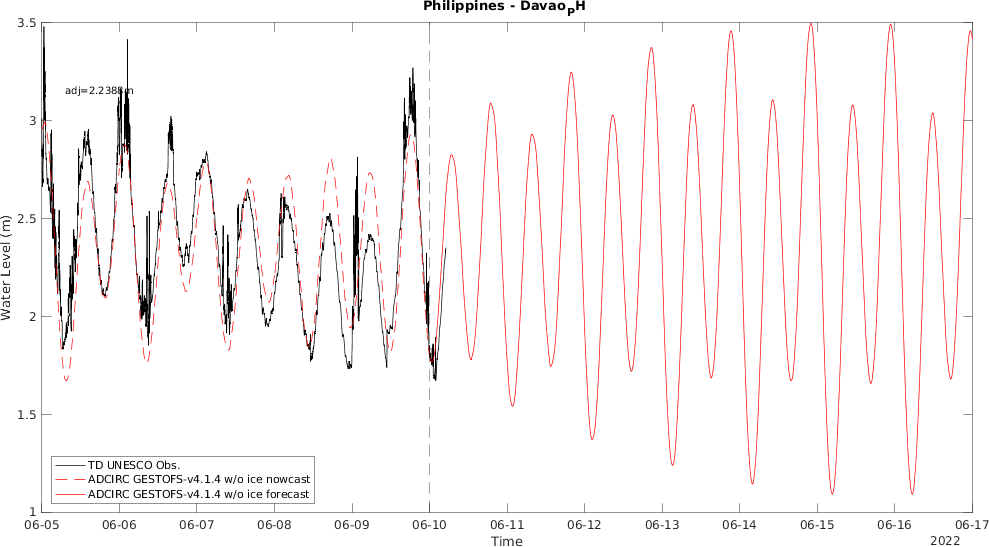 Philippines - Davao_PH
adj=2.2388m
Water Level (m)
3.5
3
2.5
2
1.5
1
TD UNESCO Obs.
ADCIRC GESTOFS-v4.1.4 w/o ice nowcast
ADCIRC GESTOFS-v4.1.4 w/o ice forecast
06-05 06-06 06-07 06-08 06-09 06-10 06-11 06-12 06-13 06-14 06-15 06-16 06-17
Time
2022